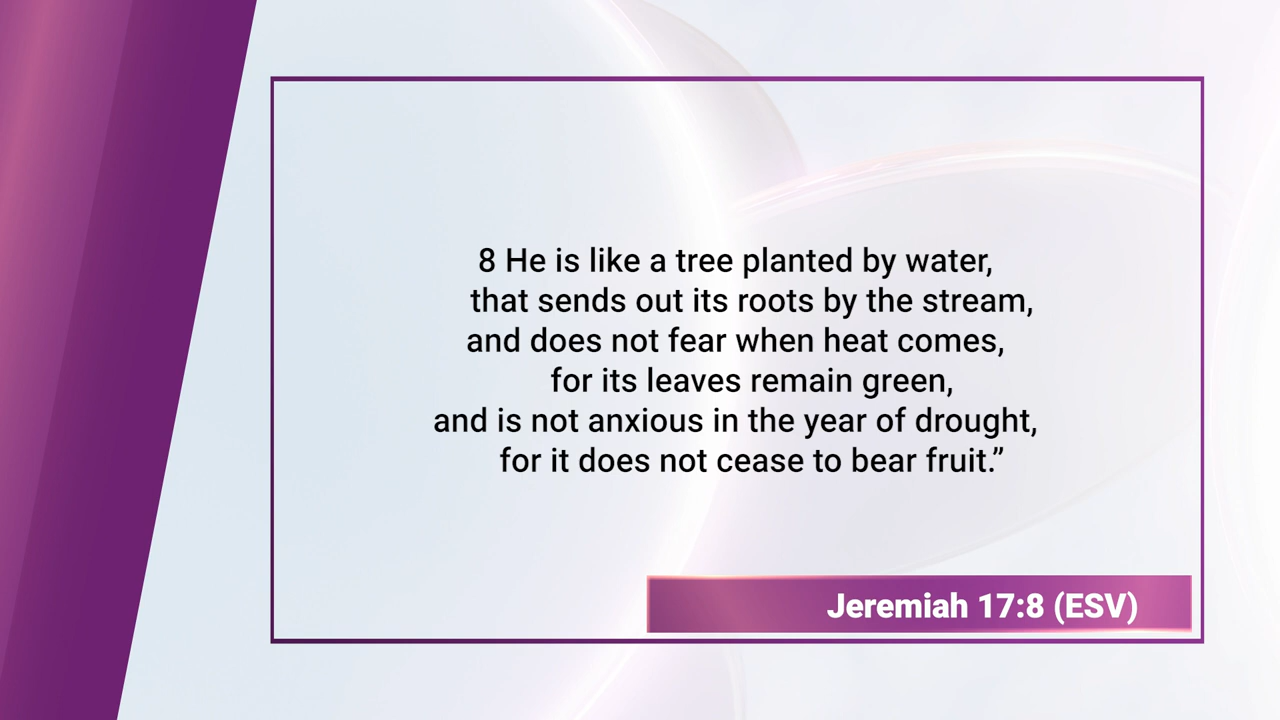 8 He is like a tree planted by water,
that sends out its roots by the stream,
and does not fear when heat comes,
for its leaves remain green,
and is not anxious in the year of drought,
for it does not cease to bear fruit.”
Jeremiah 17:8 (ESV)